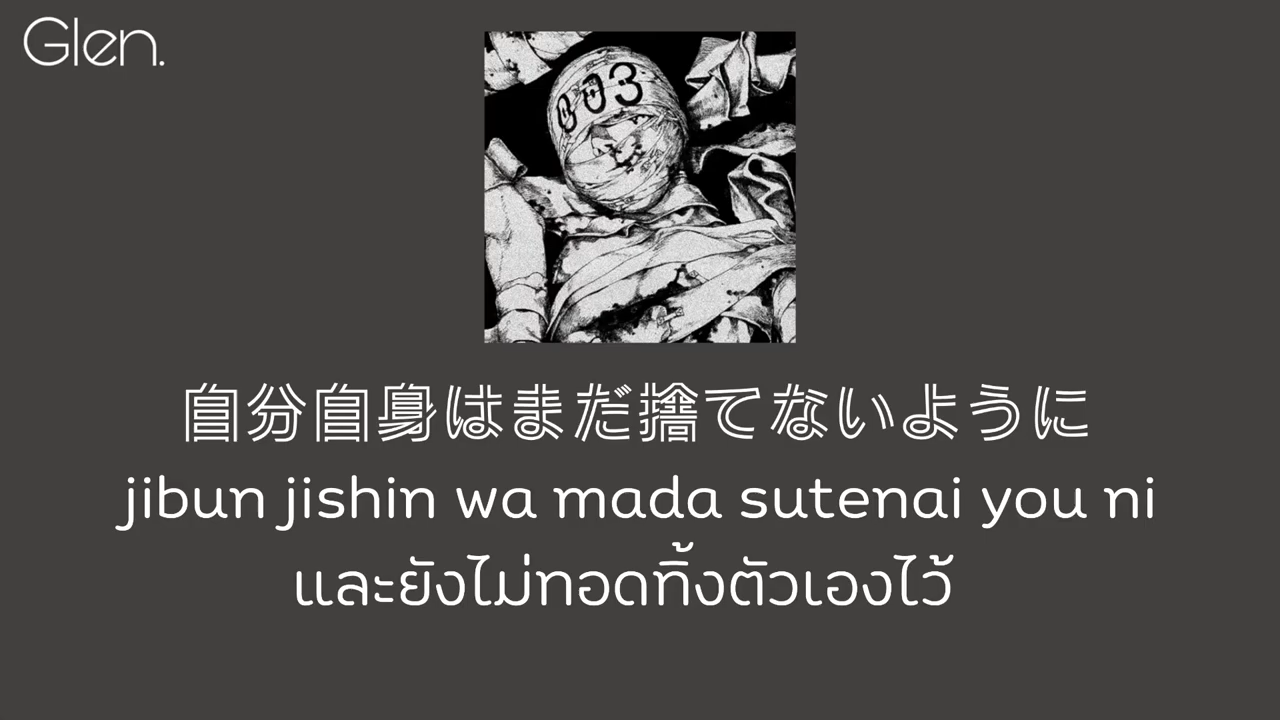 Glen.
003
自分自身はまだ捨てないように
jibun jishin wa mada sutenai you ni
และยังไม่ทอดทิ้งตัวเองไว้